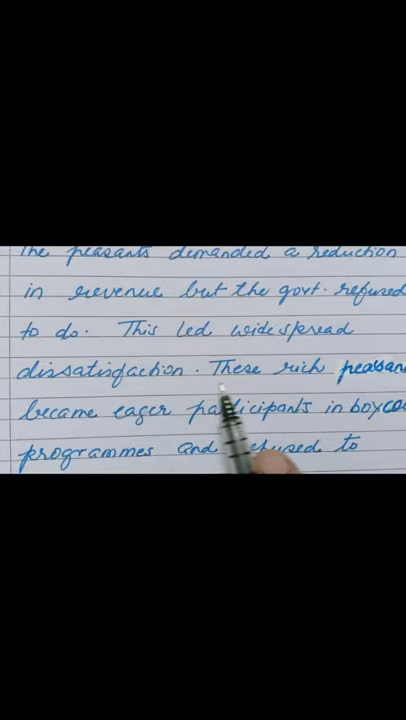 The peasants demanded a reduction
in revenue but the govt. refused
to do. This led widespread
dissatisfaction. These rich
became eager participants in
programmes and to